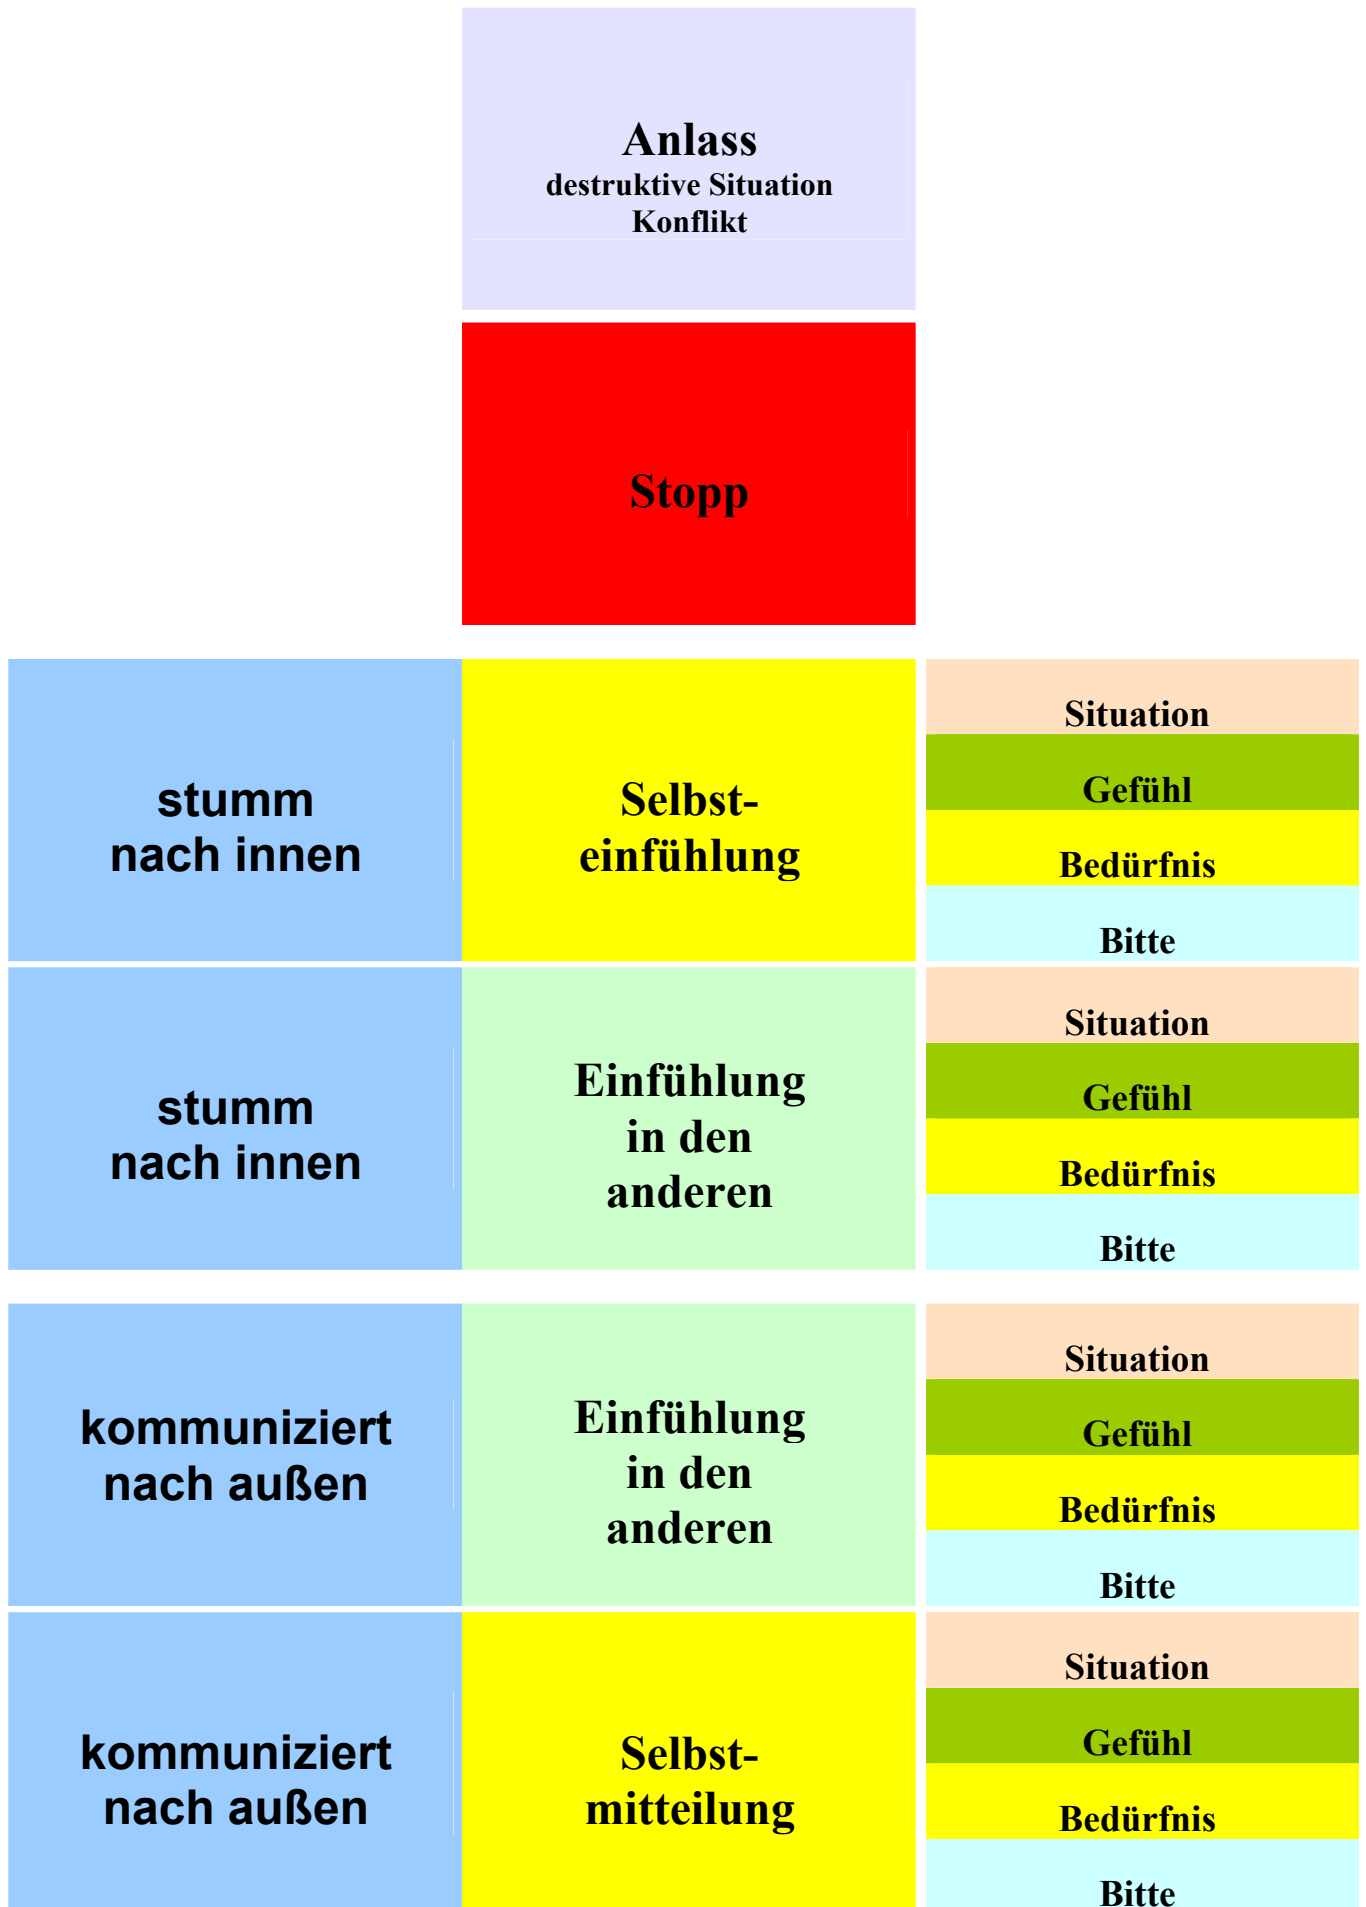 Anlass
destruktive Situation
Konflikt
Stopp
stumm
nach innen
Selbst-
einfühlung
Situation
Gefühl
Bedürfnis
Bitte
stumm
nach innen
Einfühlung
in den
anderen
Situation
Gefühl
Bedürfnis
Bitte
kommuniziert
nach außen
Einfühlung
in den
anderen
Situation
Gefühl
Bedürfnis
Bitte
kommuniziert
nach außen
Selbst-
mitteilung
Situation
Gefühl
Bedürfnis
Bitte